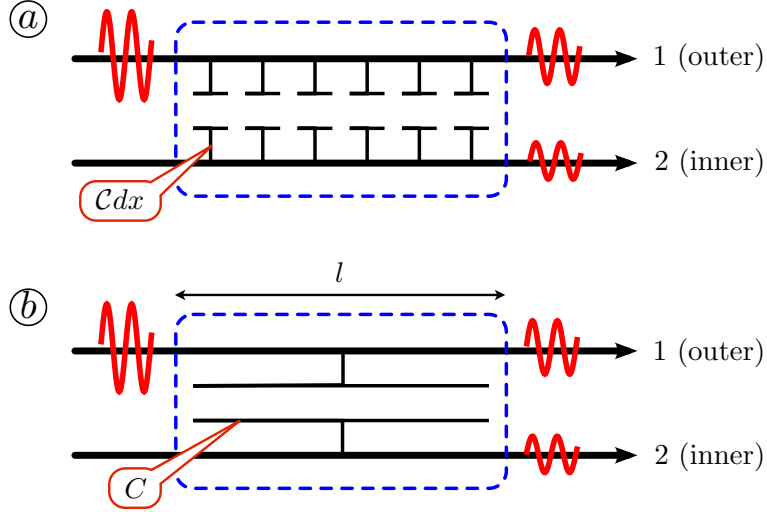 a
1 (outer)
2 (inner)
𝒞dx
b
l
1 (outer)
2 (inner)
C